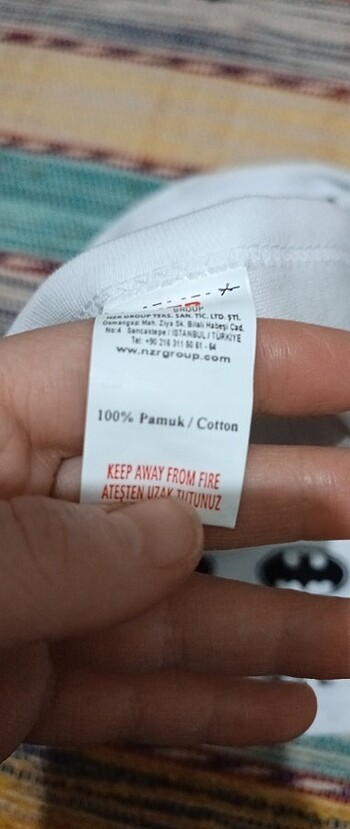 GROUP
NZR GROUP TEKS. SAN. TİC. LTD. ŞTİ.
Osmangazi Mah. Ziya Sk. Bilali Habeşi Cad.
No:4 Sancaktepe / İSTANBUL / TÜRKİYE
Tel: +90 216 311 50 61 - 64
www.nzrgroup.com
100% Pamuk / Cotton
KEEP AWAY FROM FIRE
ATEŞTEN UZAK TUTUNUZ